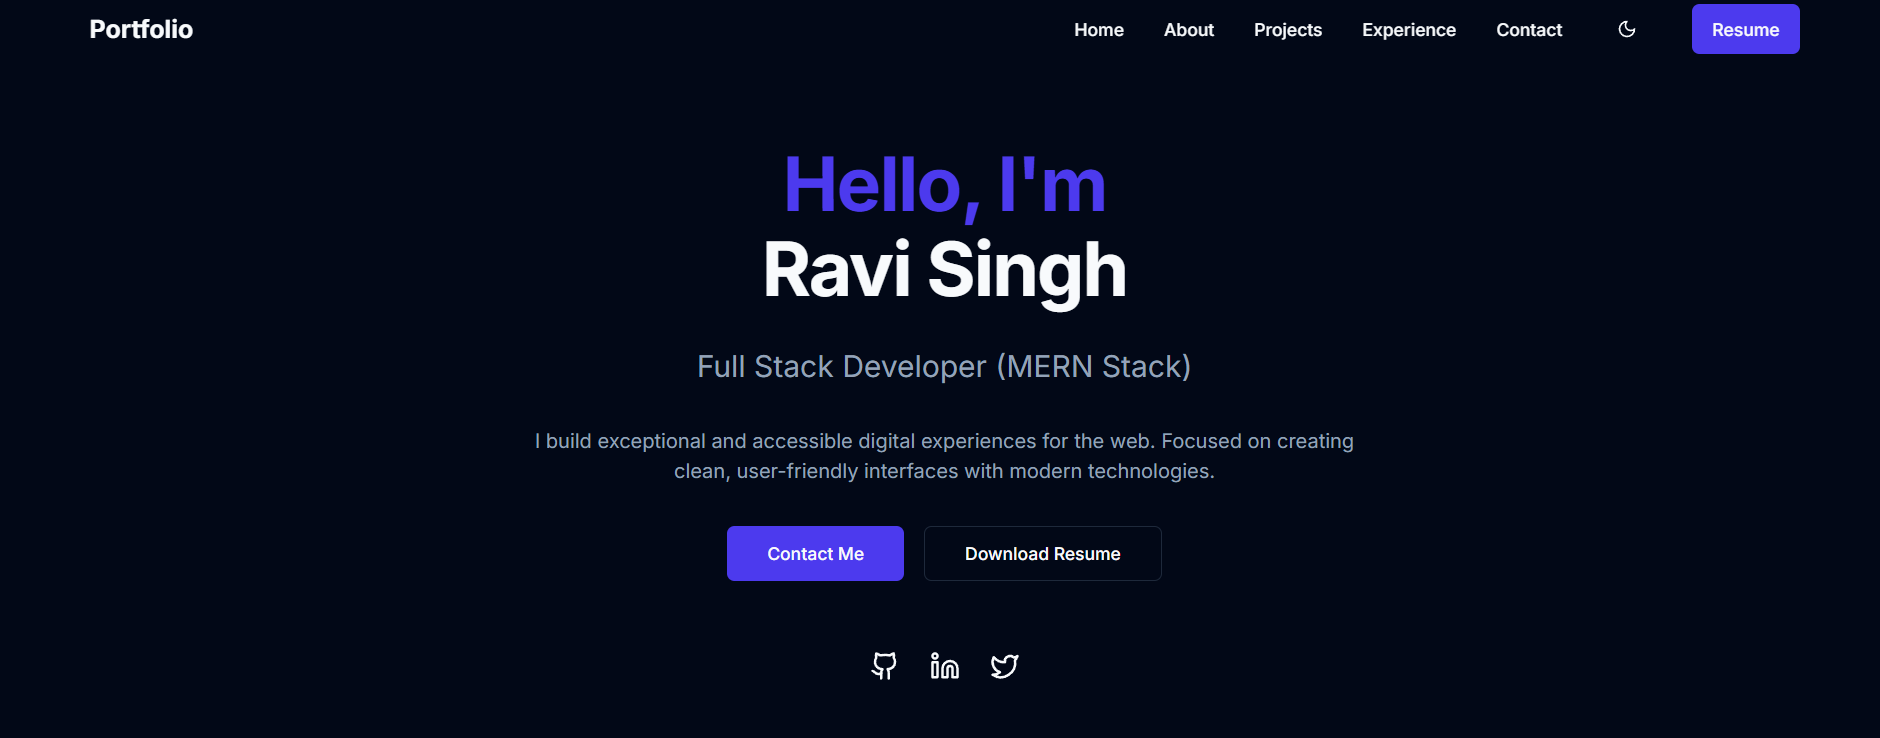 Portfolio
Home
About
Projects
Experience
Contact
Resume
Hello, I'm
Ravi Singh
Full Stack Developer (MERN Stack)
I build exceptional and accessible digital experiences for the web. Focused on creating
clean, user-friendly interfaces with modern technologies.
Contact Me
Download Resume